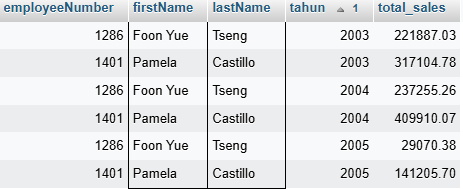 employeeNumber firstName lastName tahun 1 total_sales
1286 Foon Yue Tseng 2003 221887.03
1401 Pamela Castillo 2003 317104.78
1286 Foon Yue Tseng 2004 237255.26
1401 Pamela Castillo 2004 409910.07
1286 Foon Yue Tseng 2005 29070.38
1401 Pamela Castillo 2005 141205.70